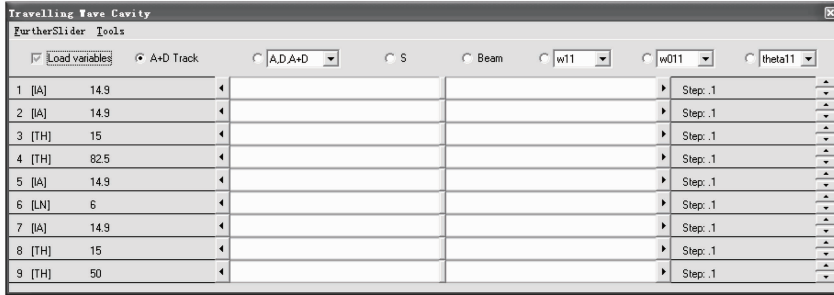 Travelling Wave Cavity
FurtherSlider Tools
Load variables A+D Track A,D,A+D S Beam w11 w011 theta11
1 [IA] 14.9 Step: .1
2 [IA] 14.9 Step: .1
3 [TH] 15 Step: .1
4 [TH] 82.5 Step: .1
5 [IA] 14.9 Step: .1
6 [LN] 6 Step: .1
7 [IA] 14.9 Step: .1
8 [TH] 15 Step: .1
9 [TH] 50 Step: .1